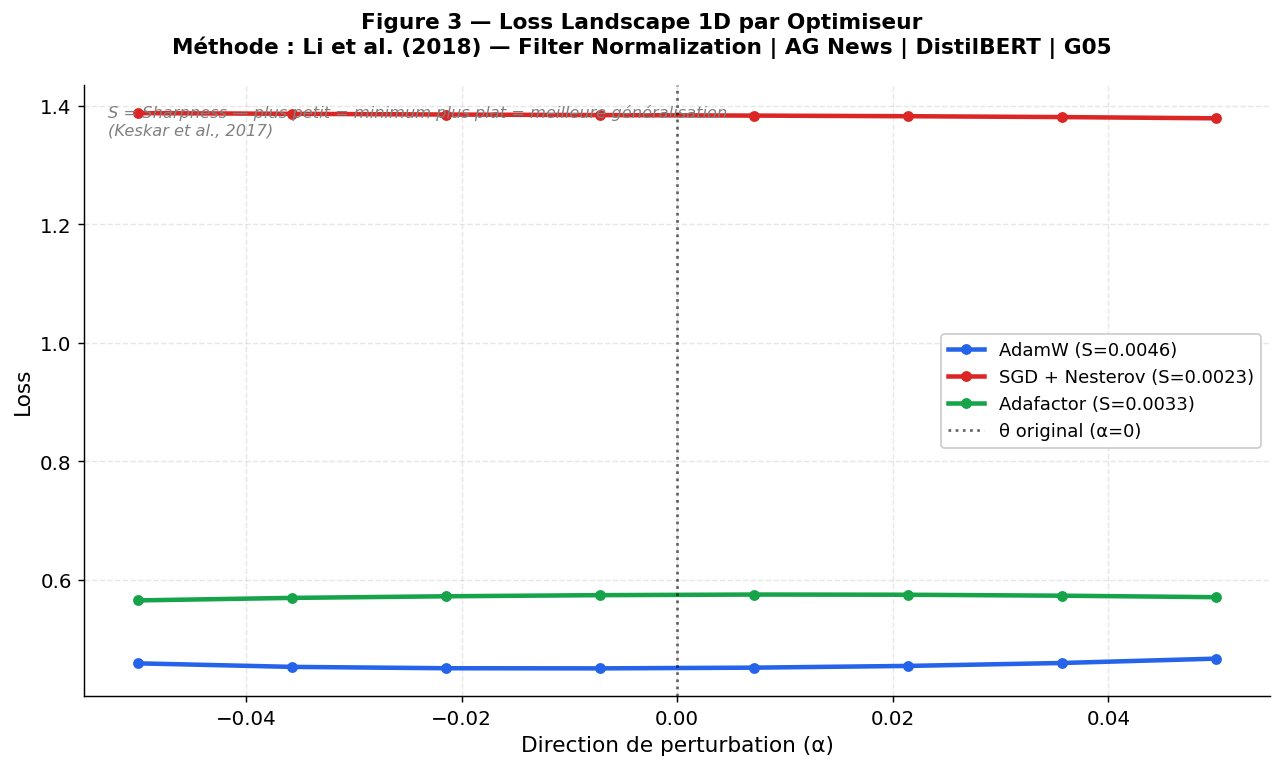 Figure 3 — Loss Landscape 1D par Optimiseur
Méthode : Li et al. (2018) — Filter Normalization | AG News | DistilBERT | G05
S = Sharpness — plus petit = minimum plus plat = meilleure généralisation
(Keskar et al., 2017)
1.4
1.2
1.0
0.8
0.6
Loss
AdamW (S=0.0046)
SGD + Nesterov (S=0.0023)
Adafactor (S=0.0033)
θ original (α=0)
−0.04 −0.02 0.00 0.02 0.04
Direction de perturbation (α)